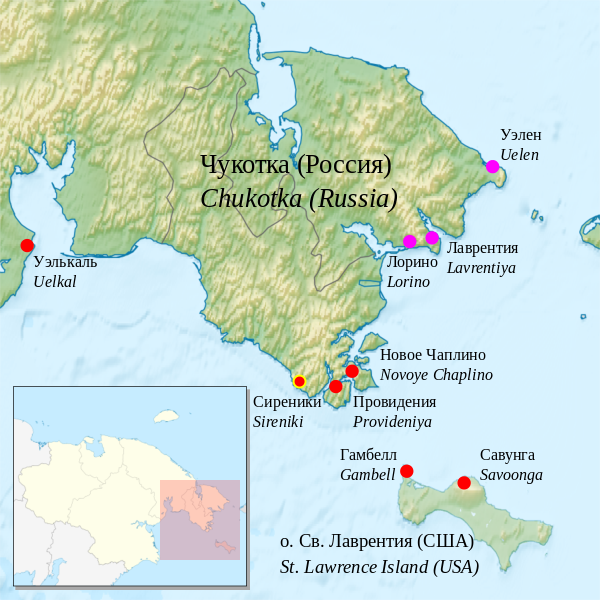 Уэлен
Uelen
Чукотка (Россия)
Chukotka (Russia)
Лаврентия
Lavrentiya
Лорино
Lorino
Уэлькаль
Uelkal
Новое Чаплино
Novoye Chaplino
Сиреники
Sireniki
Провидения
Provideniya
Гамбелл
Gambell
Савунга
Savoonga
о. Св. Лаврентия (США)
St. Lawrence Island (USA)